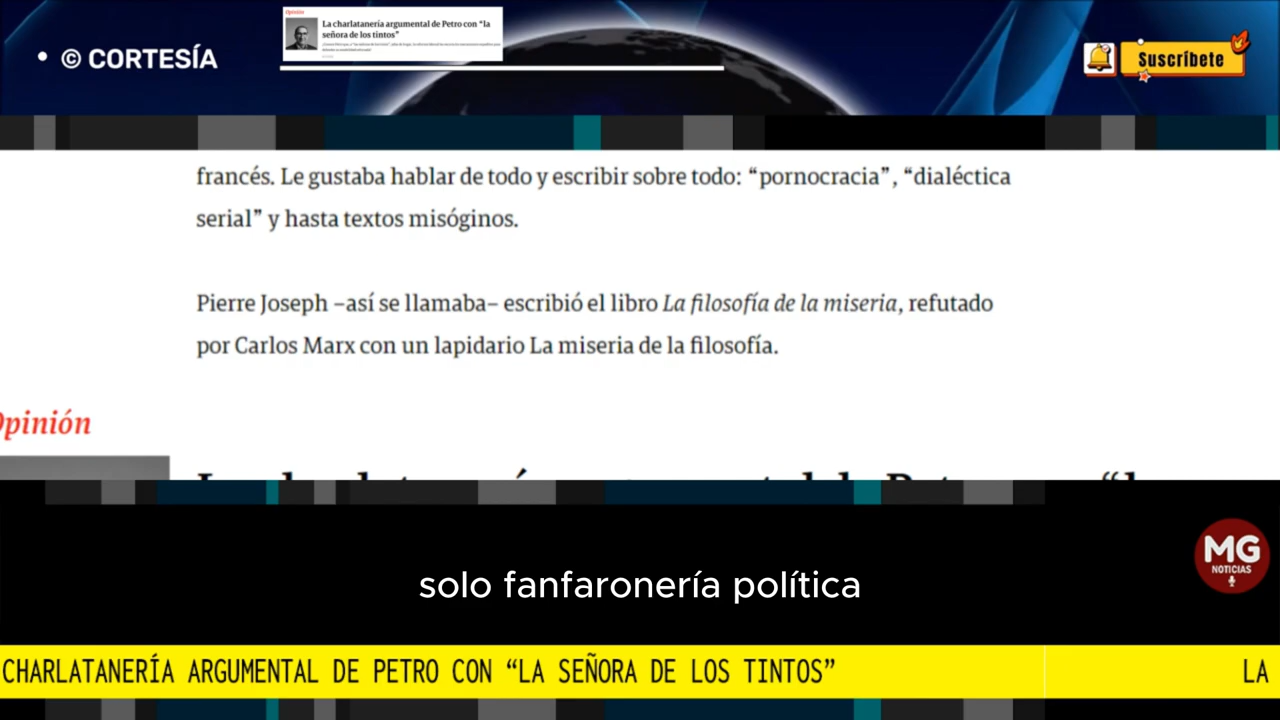 Opinión
La charlatanería argumental de Petro con “la
señora de los tintos”
• © CORTESÍA
Suscríbete
francés. Le gustaba hablar de todo y escribir sobre todo: “pornocracia”, “dialéctica
serial” y hasta textos misóginos.
Pierre Joseph –así se llamaba– escribió el libro La filosofía de la miseria, refutado
por Carlos Marx con un lapidario La miseria de la filosofía.
Opinión
MG
NOTICIAS
solo fanfaronería política
CHARLATANERÍA ARGUMENTAL DE PETRO CON “LA SEÑORA DE LOS TINTOS”
LA